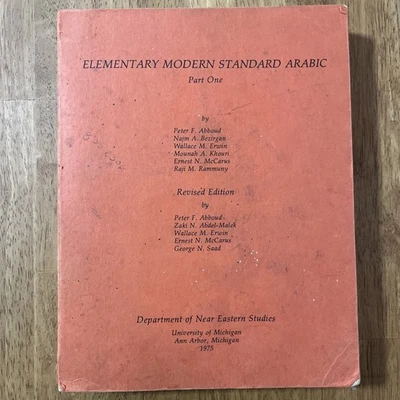 ELEMENTARY MODERN STANDARD ARABIC
Part One
by
Peter F. Abboud
Najm A. Bezirgan
Wallace M. Erwin
Mounah A. Khouri
Ernest N. McCarus
Raji M. Rammuny
Revised Edition
by
Peter F. Abboud
Zaki N. Abdel-Malek
Wallace M. Erwin
Ernest N. McCarus
George N. Saad
Department of Near Eastern Studies
University of Michigan
Ann Arbor, Michigan
1975